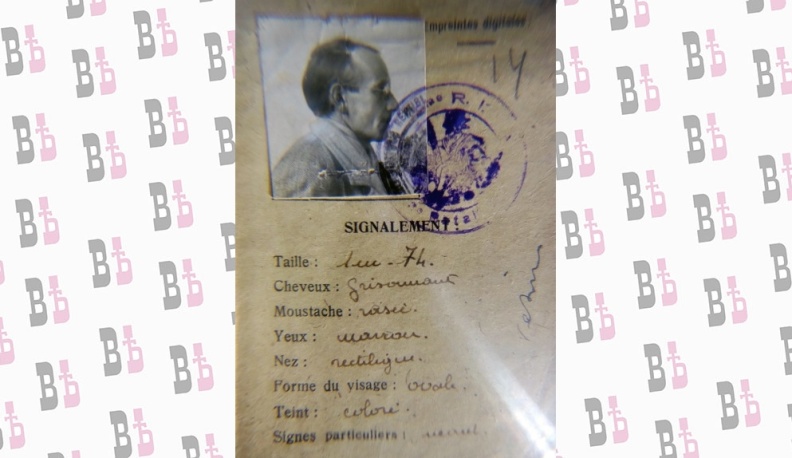 Empreintes digitales
14
R. F.
SIGNALEMENT
Taille : 1m-74.
Cheveux : grisonnant
Moustache : rasée.
Yeux : marron.
Nez : rectiligne.
Forme du visage : ovale.
Teint : coloré.
Signes particuliers : néant.